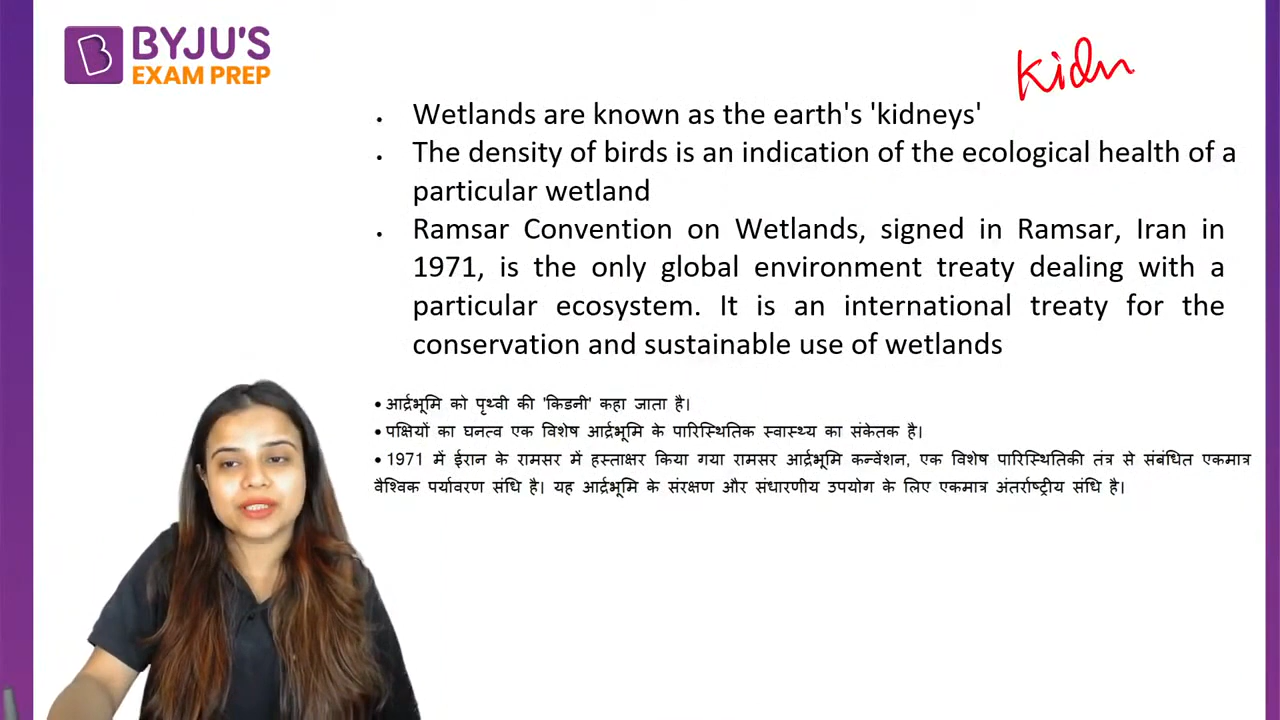 BYJU'S
EXAM PREP
kidn
• Wetlands are known as the earth's 'kidneys'
• The density of birds is an indication of the ecological health of a
particular wetland
• Ramsar Convention on Wetlands, signed in Ramsar, Iran in
1971, is the only global environment treaty dealing with a
particular ecosystem. It is an international treaty for the
conservation and sustainable use of wetlands
• आर्द्रभूमि को पृथ्वी की 'किडनी' कहा जाता है।
• पक्षियों का घनत्व एक विशेष आर्द्रभूमि के पारिस्थितिक स्वास्थ्य का संकेतक है।
• 1971 में ईरान के रामसर में हस्ताक्षर किया गया रामसर आर्द्रभूमि कन्वेंशन, एक विशेष पारिस्थितिकी तंत्र से संबंधित एकमात्र
वैश्विक पर्यावरण संधि है। यह आर्द्रभूमि के संरक्षण और संधारणीय उपयोग के लिए एकमात्र अंतर्राष्ट्रीय संधि है।